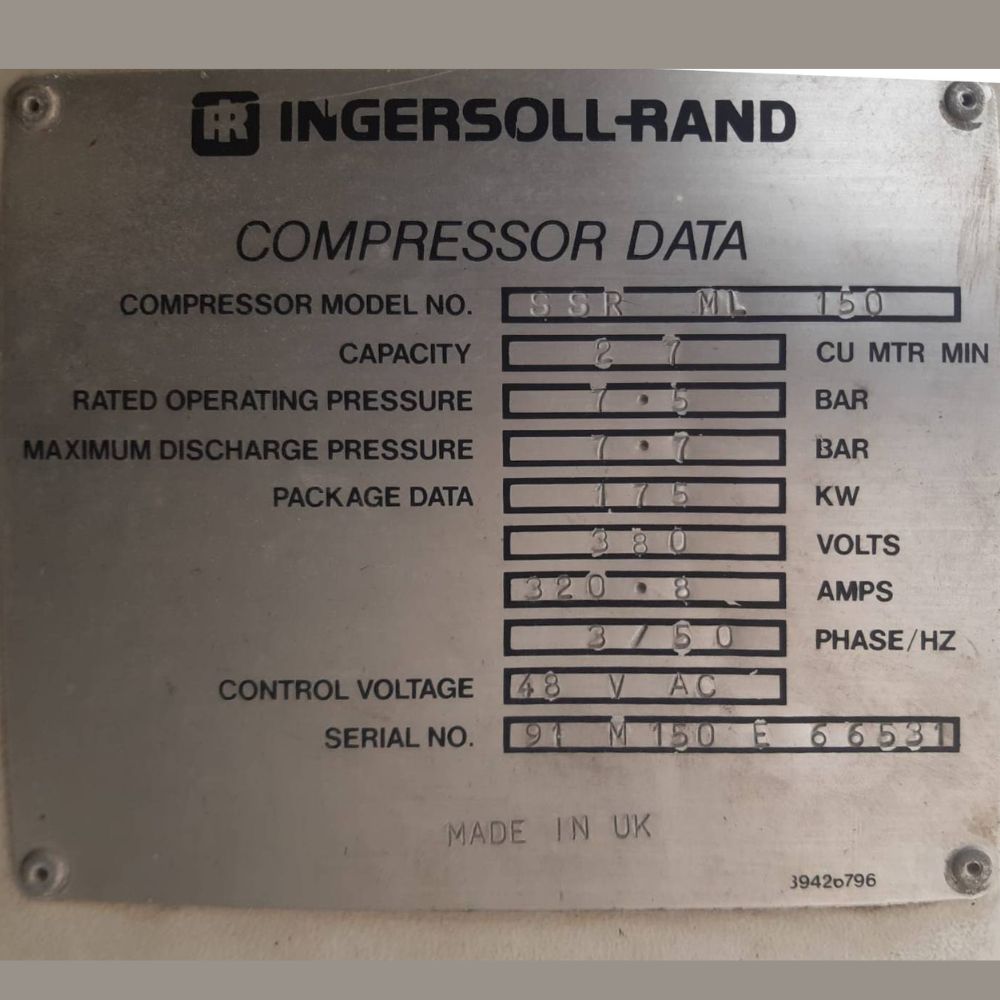 IR INGERSOLL-RAND
COMPRESSOR DATA
COMPRESSOR MODEL NO. SSR ML 150
CAPACITY 27 CU MTR MIN
RATED OPERATING PRESSURE 7.5 BAR
MAXIMUM DISCHARGE PRESSURE 7.7 BAR
PACKAGE DATA 175 KW
380 VOLTS
320.8 AMPS
3/50 PHASE/HZ
CONTROL VOLTAGE 48 V AC
SERIAL NO. 91 M 150 E 66531
MADE IN UK
39426796